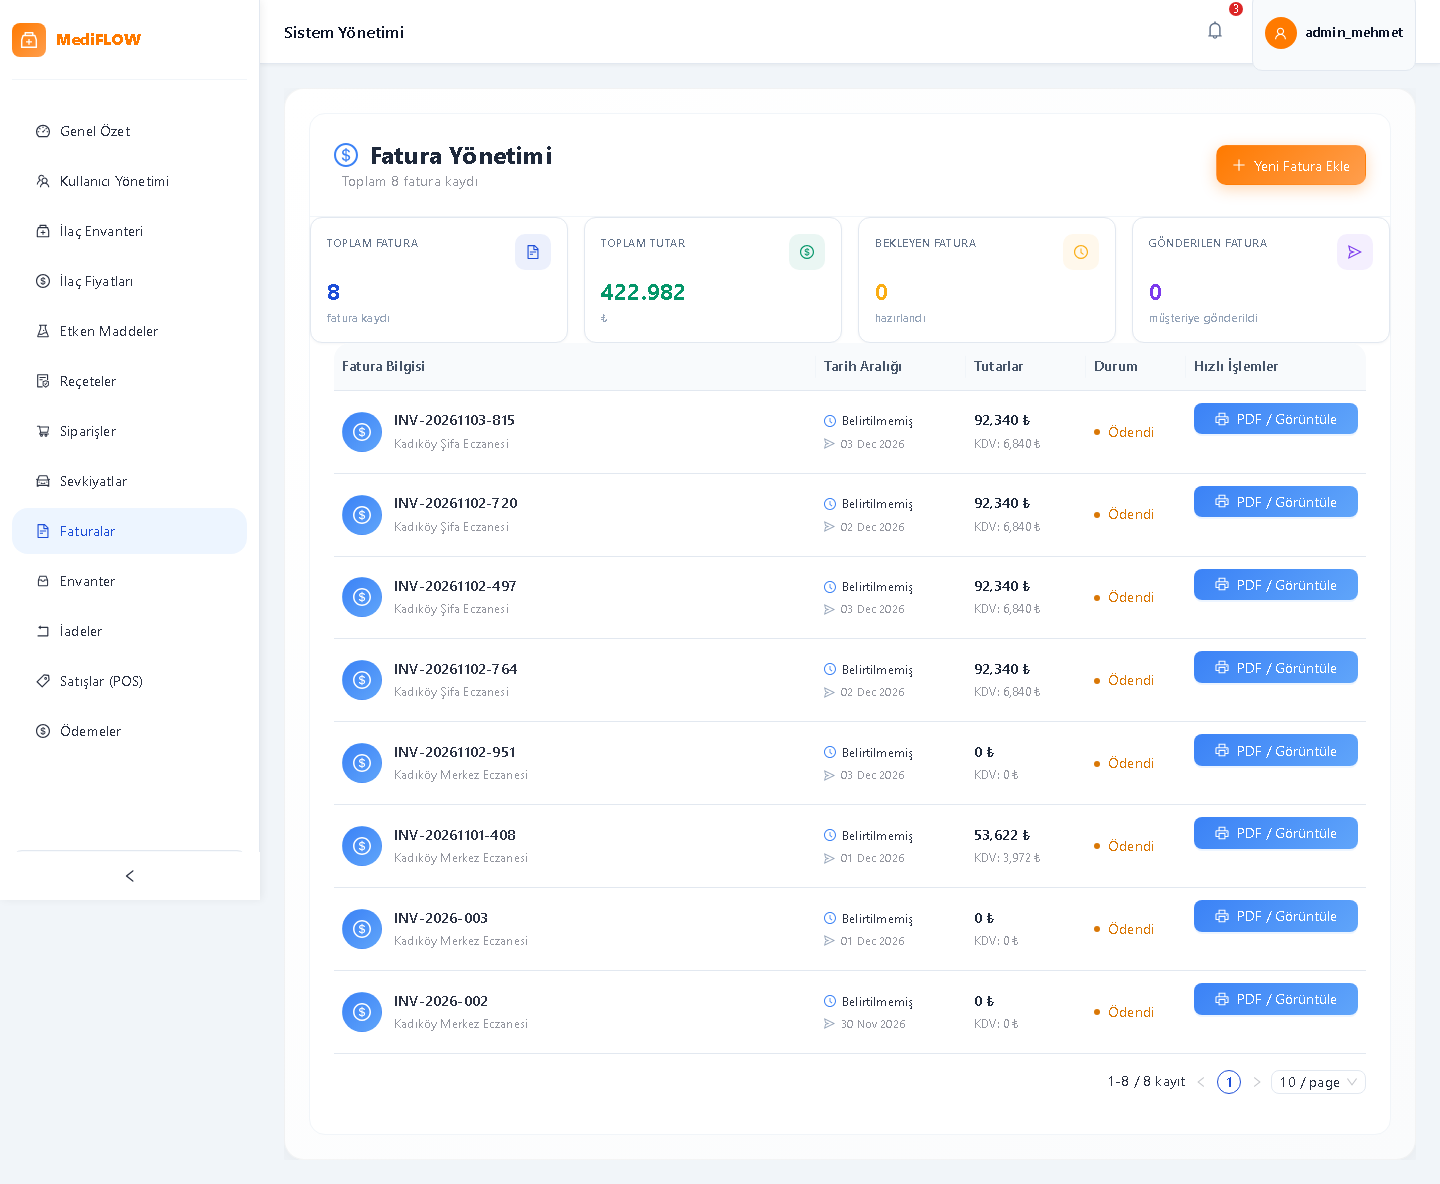 MediFLOW
Sistem Yönetimi
3
admin_mehmet
Genel Özet
Kullanıcı Yönetimi
İlaç Envanteri
İlaç Fiyatları
Etken Maddeler
Reçeteler
Siparişler
Sevkiyatlar
Faturalar
Envanter
İadeler
Satışlar (POS)
Ödemeler
Fatura Yönetimi
Toplam 8 fatura kaydı
Yeni Fatura Ekle
TOPLAM FATURA
8
fatura kaydı
TOPLAM TUTAR
422.982
₺
BEKLEYEN FATURA
0
hazırlandı
GÖNDERILEN FATURA
0
müşteriye gönderildi
Fatura Bilgisi Tarih Aralığı Tutarlar Durum Hızlı İşlemler
INV-20261103-815 Belirtilmemiş 92,340 ₺ Ödendi PDF / Görüntüle
Kadıköy Şifa Eczanesi 03 Dec 2026 KDV: 6,840 ₺
INV-20261102-720 Belirtilmemiş 92,340 ₺ Ödendi PDF / Görüntüle
Kadıköy Şifa Eczanesi 02 Dec 2026 KDV: 6,840 ₺
INV-20261102-497 Belirtilmemiş 92,340 ₺ Ödendi PDF / Görüntüle
Kadıköy Şifa Eczanesi 03 Dec 2026 KDV: 6,840 ₺
INV-20261102-764 Belirtilmemiş 92,340 ₺ Ödendi PDF / Görüntüle
Kadıköy Şifa Eczanesi 02 Dec 2026 KDV: 6,840 ₺
INV-20261102-951 Belirtilmemiş 0 ₺ Ödendi PDF / Görüntüle
Kadıköy Merkez Eczanesi 03 Dec 2026 KDV: 0 ₺
INV-20261101-408 Belirtilmemiş 53,622 ₺ Ödendi PDF / Görüntüle
Kadıköy Merkez Eczanesi 01 Dec 2026 KDV: 3,972 ₺
INV-2026-003 Belirtilmemiş 0 ₺ Ödendi PDF / Görüntüle
Kadıköy Merkez Eczanesi 01 Dec 2026 KDV: 0 ₺
INV-2026-002 Belirtilmemiş 0 ₺ Ödendi PDF / Görüntüle
Kadıköy Merkez Eczanesi 30 Nov 2026 KDV: 0 ₺
1-8 / 8 kayıt 1 10 / page